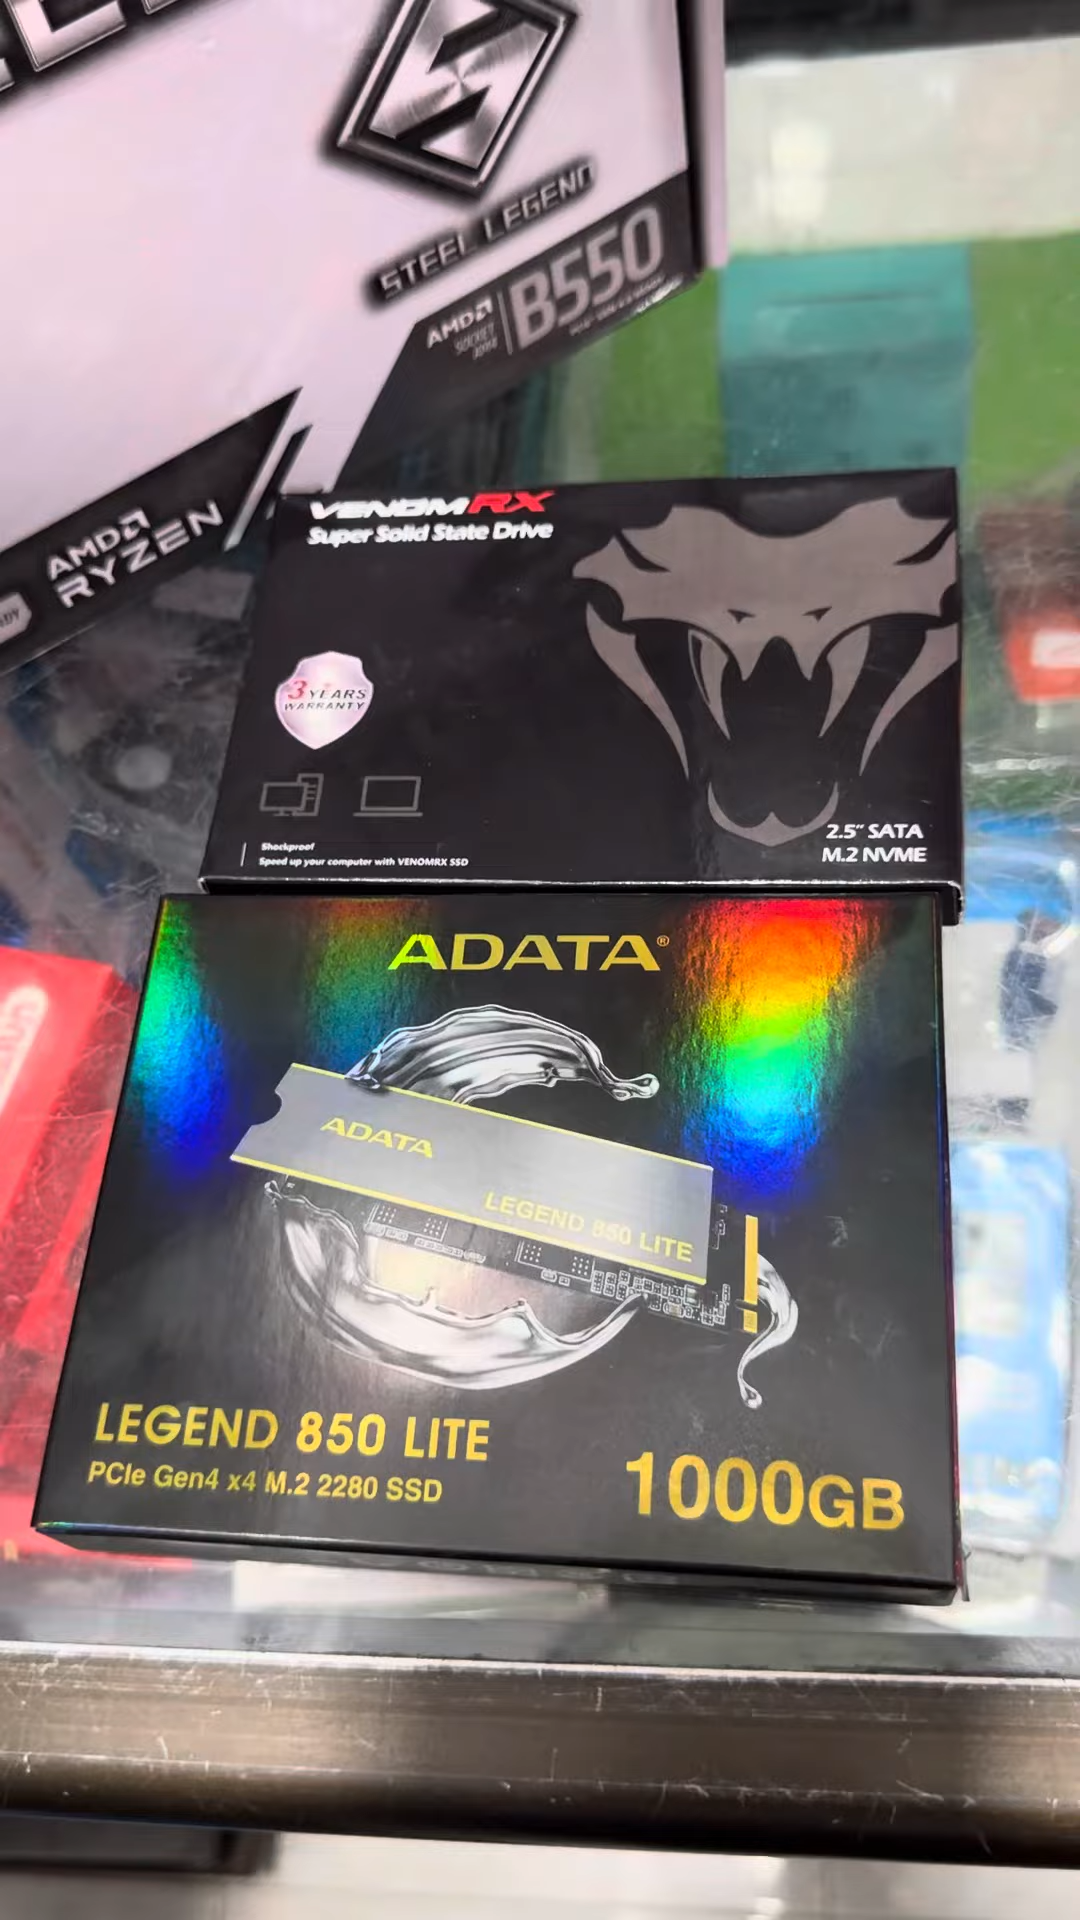 STEEL LEGEND
AMD
SOCKET
AM4
B550
AMD
RYZEN
VENOMRX
Super Solid State Drive
3 YEARS
WARRANTY
2.5" SATA
M.2 NVME
Shockproof
Speed up your computer with VENOMRX SSD
ADATA®
ADATA
LEGEND 850 LITE
LEGEND 850 LITE
PCIe Gen4 x4 M.2 2280 SSD
1000GB